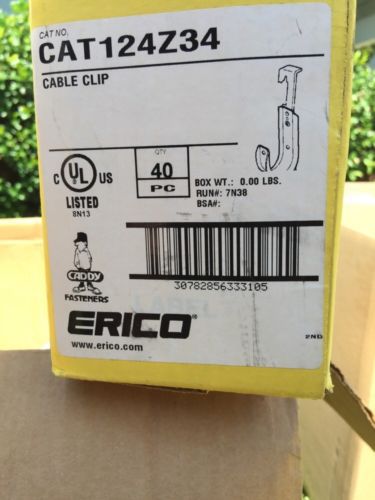 CAT NO.
CAT124Z34
CABLE CLIP
C UL US
LISTED
8N13
QTY
40
PC
BOX WT.: 0.00 LBS.
RUN#: 7N38
BSA#:
CADDY
FASTENERS
30782856333105
LABEL
ERICO®
www.erico.com
2ND